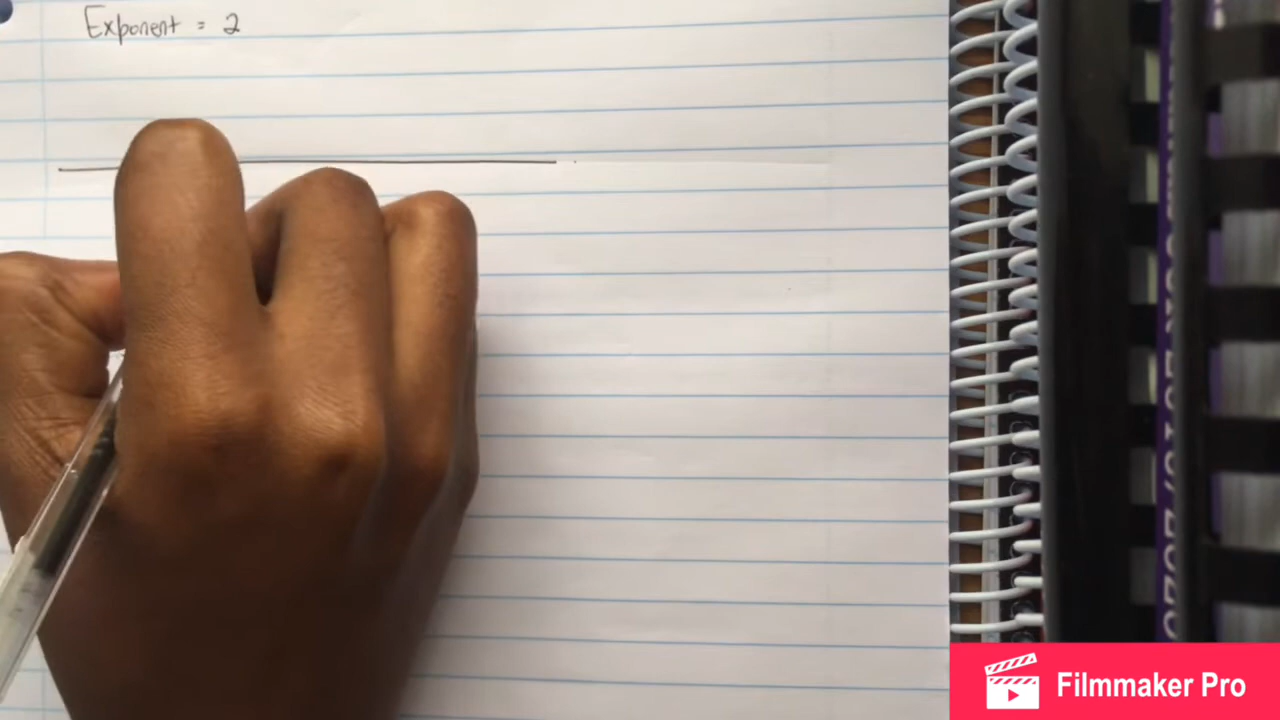 Exponent = 2
Filmmaker Pro